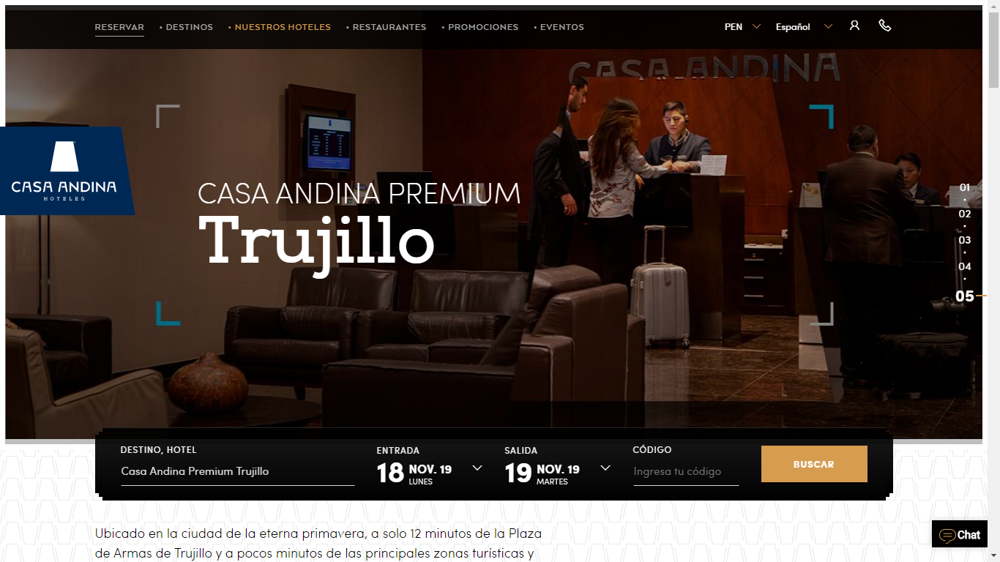 RESERVAR • DESTINOS • NUESTROS HOTELES • RESTAURANTES • PROMOCIONES • EVENTOS PEN Español
CASA ANDINA
CASA ANDINA
HOTELES
CASA ANDINA PREMIUM
Trujillo
01
02
03
04
05
DESTINO, HOTEL
Casa Andina Premium Trujillo
ENTRADA
18 NOV. 19
LUNES
SALIDA
19 NOV. 19
MARTES
CÓDIGO
Ingresa tu código
BUSCAR
Ubicado en la ciudad de la eterna primavera, a solo 12 minutos de la Plaza
de Armas de Trujillo y a pocos minutos de las principales zonas turísticas y
Chat